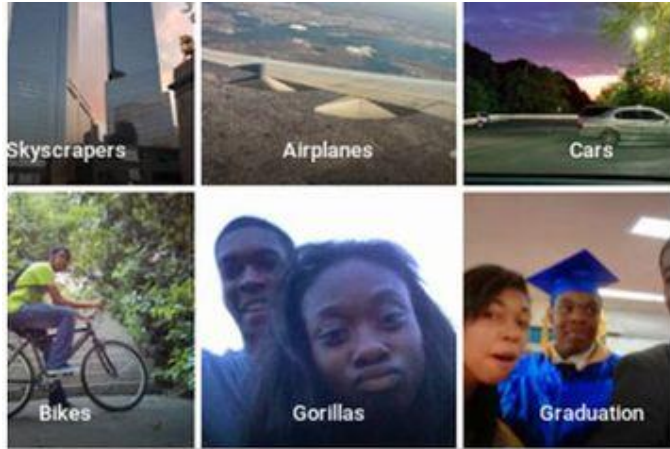 Skyscrapers
Airplanes
Cars
Bikes
Gorillas
Graduation